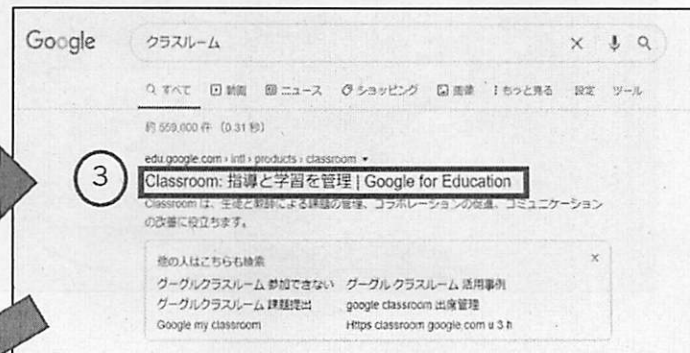 Google クラスルーム
すべて 動画 ニュース ショッピング 画像 もっと見る 設定 ツール
約 559,000 件 (0.31 秒)
edu.google.com › intl › products › classroom
③ Classroom: 指導と学習を管理 | Google for Education
Classroom は、生徒と教師による課題の管理、コラボレーションの促進、コミュニケーション
の改善に役立ちます。
他の人はこちらも検索
グーグルクラスルーム 参加できない グーグル クラスルーム 活用事例
グーグルクラスルーム 課題提出 google classroom 出席管理
Google my classroom Https classroom google com u 3 h